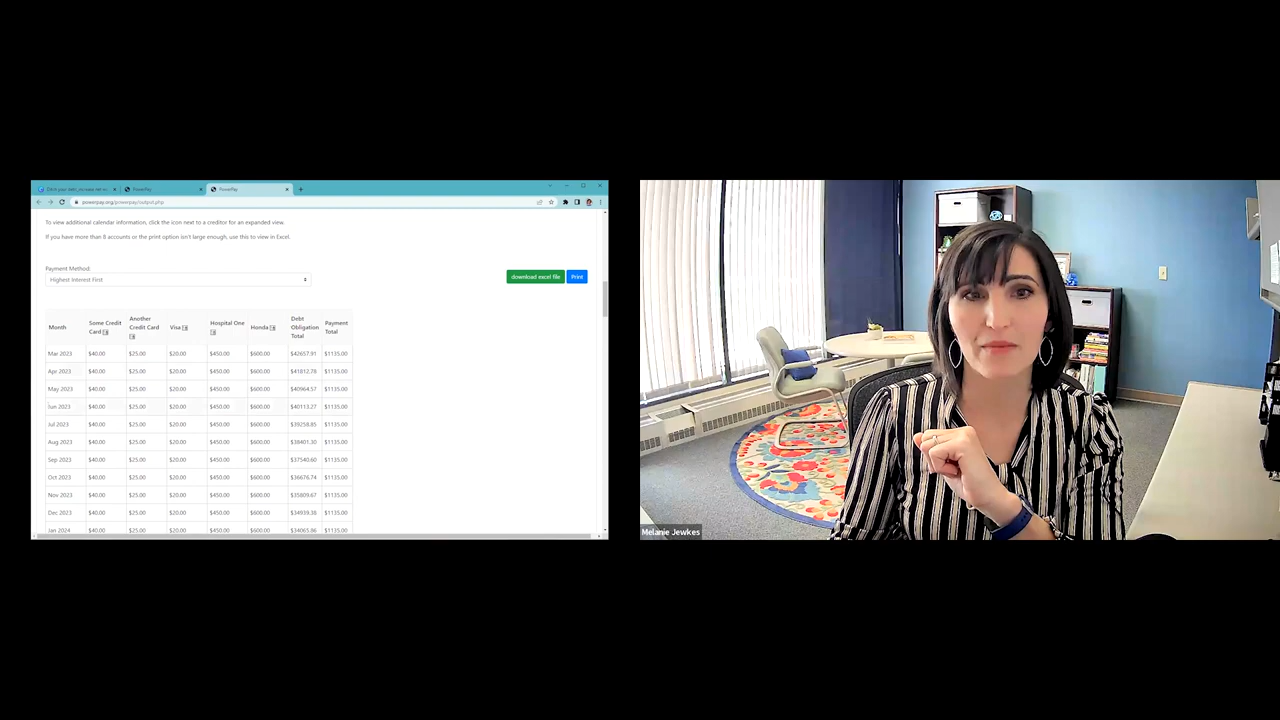 Ditch your debt_increase net w
PowerPay
PowerPay
powerpay.org/powerpay/output.php
To view additional calendar information, click the icon next to a creditor for an expanded view.
If you have more than 8 accounts or the print option isn't large enough, use this to view in Excel.
Payment Method:
Highest Interest First
download excel file
Print
Month Some Credit Card Another Credit Card Visa Hospital One Honda Debt Obligation Total Payment Total
Mar 2023 $40.00 $25.00 $20.00 $450.00 $600.00 $42657.91 $1135.00
Apr 2023 $40.00 $25.00 $20.00 $450.00 $600.00 $41812.78 $1135.00
May 2023 $40.00 $25.00 $20.00 $450.00 $600.00 $40964.57 $1135.00
Jun 2023 $40.00 $25.00 $20.00 $450.00 $600.00 $40113.27 $1135.00
Jul 2023 $40.00 $25.00 $20.00 $450.00 $600.00 $39258.85 $1135.00
Aug 2023 $40.00 $25.00 $20.00 $450.00 $600.00 $38401.30 $1135.00
Sep 2023 $40.00 $25.00 $20.00 $450.00 $600.00 $37540.60 $1135.00
Oct 2023 $40.00 $25.00 $20.00 $450.00 $600.00 $36676.74 $1135.00
Nov 2023 $40.00 $25.00 $20.00 $450.00 $600.00 $35809.67 $1135.00
Dec 2023 $40.00 $25.00 $20.00 $450.00 $600.00 $34939.38 $1135.00
Jan 2024 $40.00 $25.00 $20.00 $450.00 $600.00 $34065.86 $1135.00
Melanie Jewkes